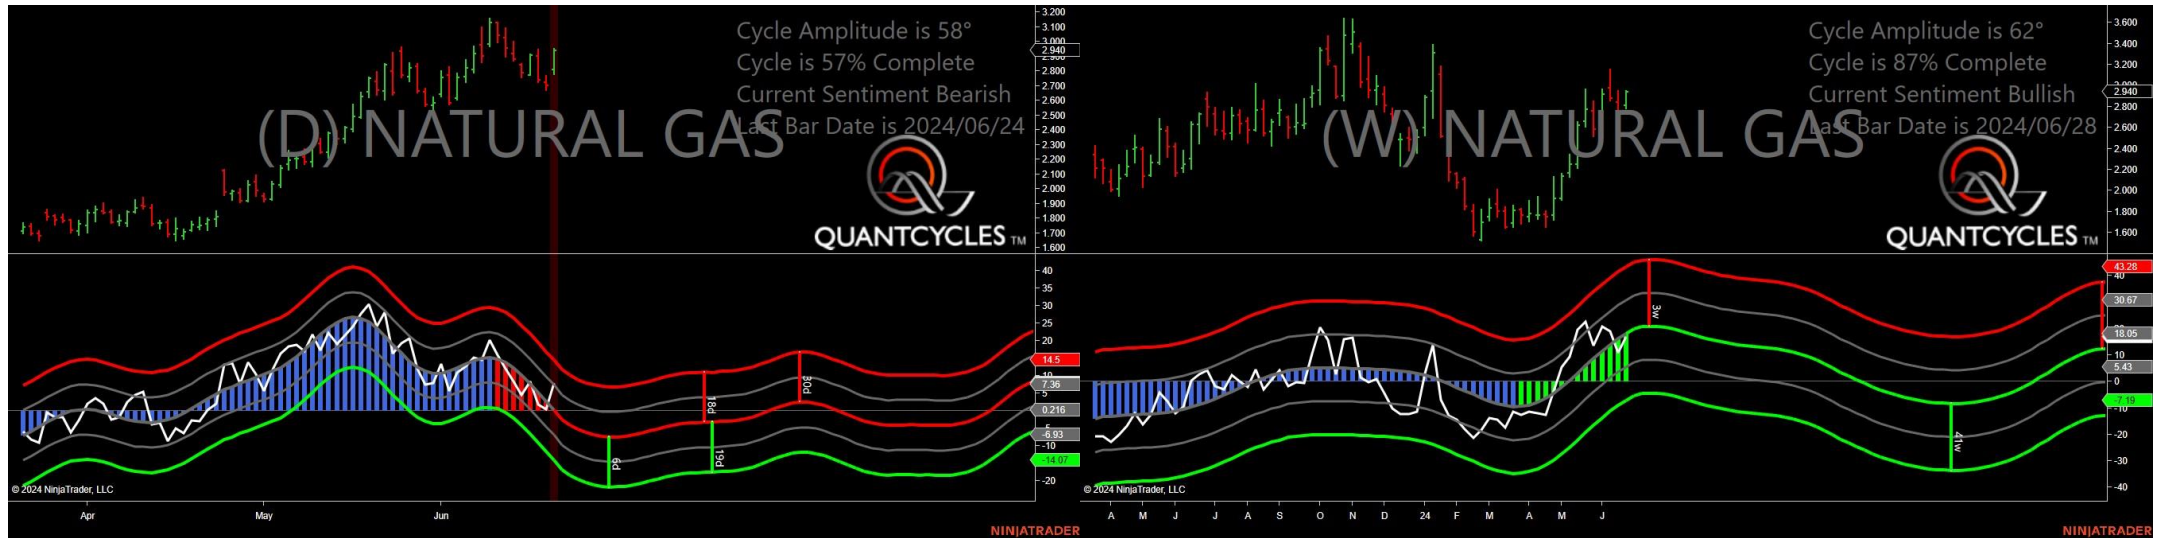 Cycle Amplitude is 58°
Cycle is 57% Complete
Current Sentiment Bearish
Last Bar Date is 2024/06/24
(D) NATURAL GAS
QUANTCYCLES TM
3.200
3.100
3.000
2.940
2.800
2.700
2.600
2.500
2.400
2.300
2.200
2.100
2.000
1.900
1.800
1.700
1.600
40
35
30
25
20
14.5
7.36
5
0.216
-6.93
-10
-14.07
-20
18d
30d
6d
19d
© 2024 NinjaTrader, LLC
Apr May Jun
NINJATRADER
Cycle Amplitude is 62°
Cycle is 87% Complete
Current Sentiment Bullish
Last Bar Date is 2024/06/28
(W) NATURAL GAS
QUANTCYCLES TM
3.600
3.400
3.200
2.940
2.800
2.600
2.400
2.200
2.000
1.800
1.600
43.28
40
30.67
18.05
10
5.43
0
-7.19
-10
-20
-30
-40
3w
41w
© 2024 NinjaTrader, LLC
A M J J A S O N D 24 F M A M J
NINJATRADER